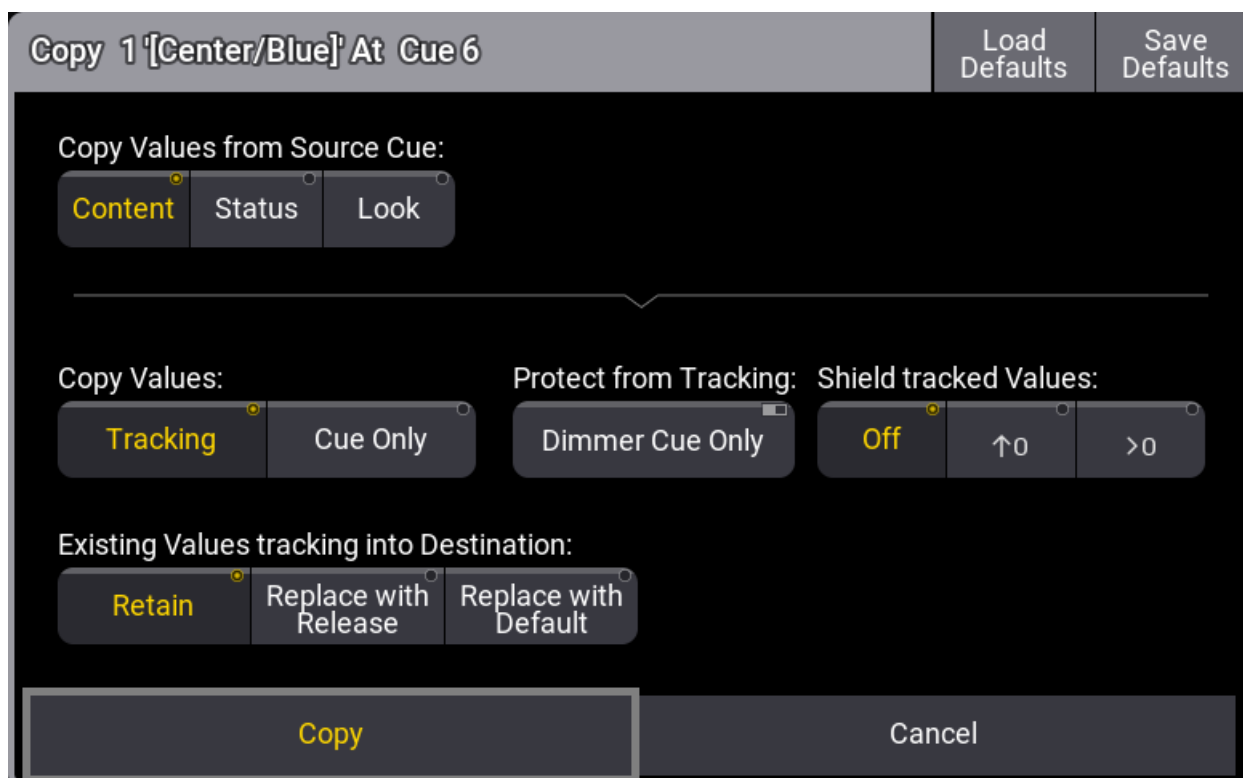 Copy 1 '[Center/Blue]' At Cue 6
Load
Defaults
Save
Defaults
Copy Values from Source Cue:
Content Status Look
Copy Values:
Protect from Tracking:
Shield tracked Values:
Tracking Cue Only
Dimmer Cue Only
Off ↑0 >0
Existing Values tracking into Destination:
Retain
Replace with
Release
Replace with
Default
Copy
Cancel